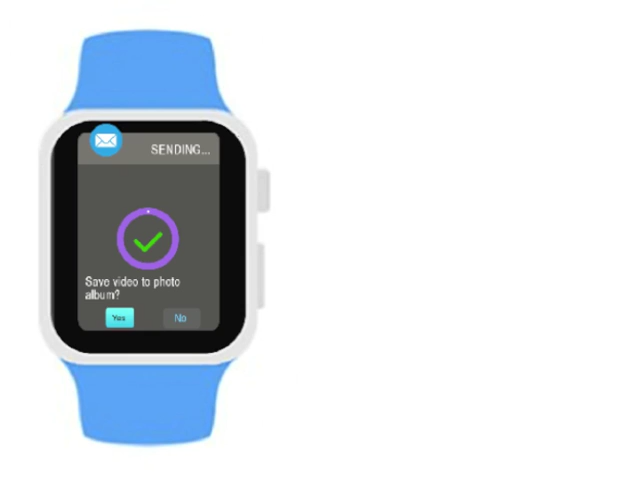 SENDING...
Save video to photo
album?
Yes
No